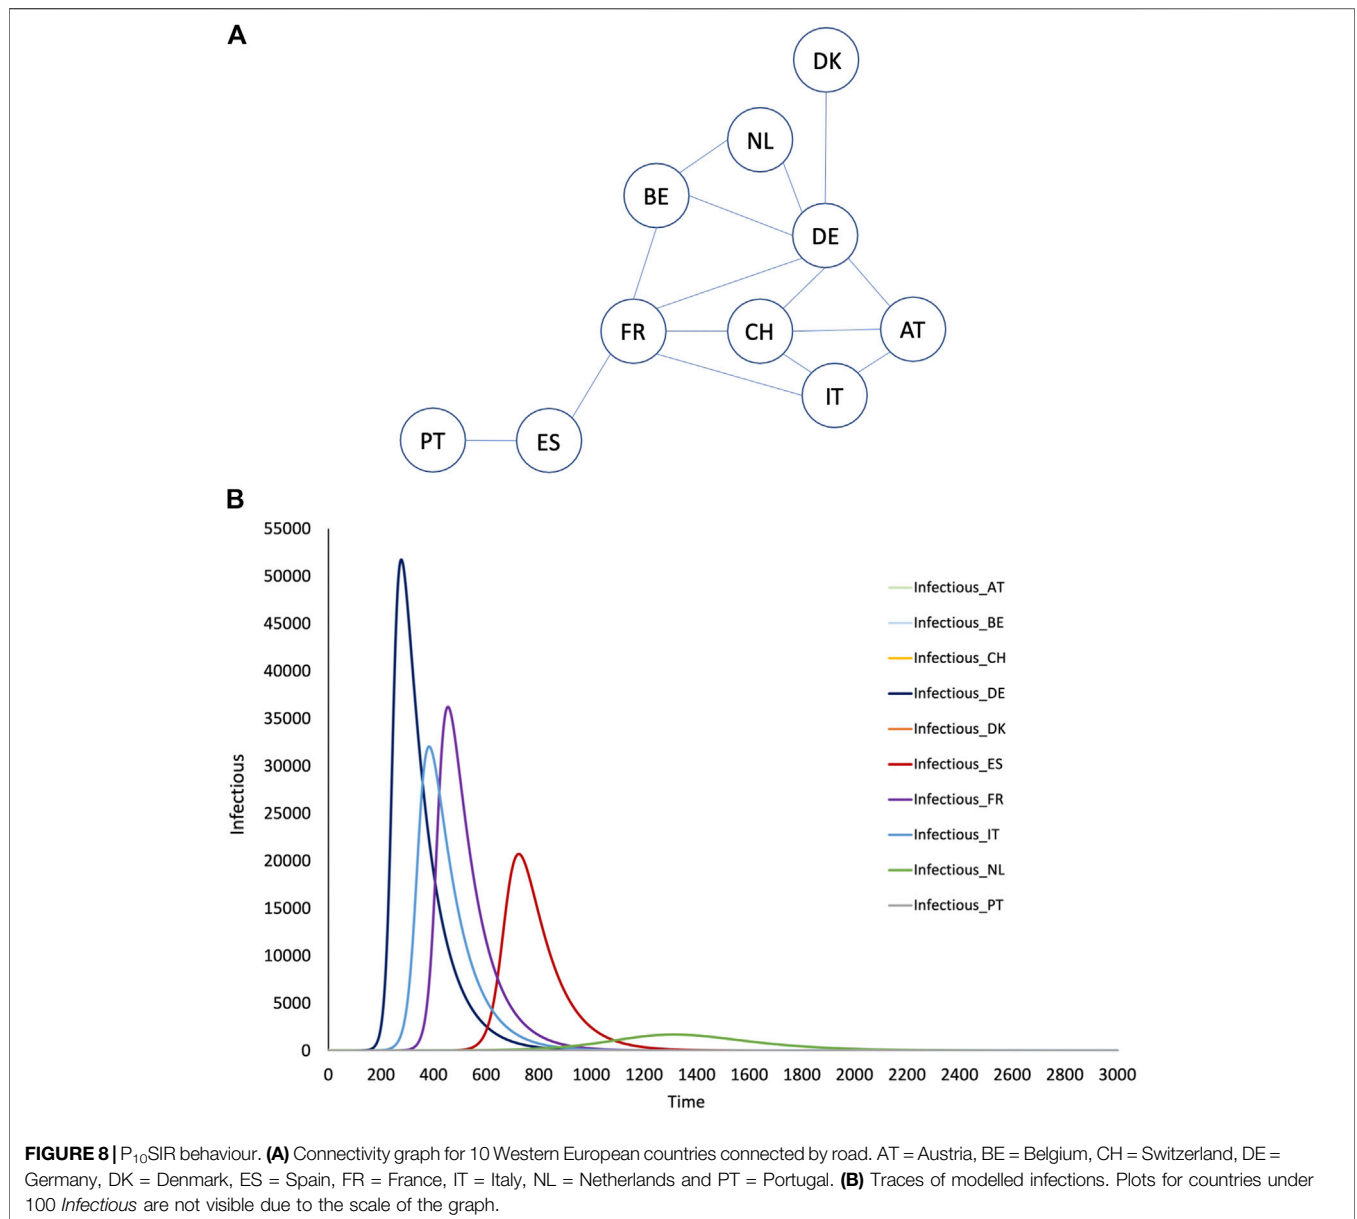 A
DK
NL
BE
DE
FR
CH
AT
IT
PT
ES
B
55000
50000
45000
40000
35000
30000
25000
20000
15000
10000
5000
0
Infectious
Infectious_AT
Infectious_BE
Infectious_CH
Infectious_DE
Infectious_DK
Infectious_ES
Infectious_FR
Infectious_IT
Infectious_NL
Infectious_PT
0 200 400 600 800 1000 1200 1400 1600 1800 2000 2200 2400 2600 2800 3000
Time
FIGURE 8 | P₁₀SIR behaviour. (A) Connectivity graph for 10 Western European countries connected by road. AT = Austria, BE = Belgium, CH = Switzerland, DE =
Germany, DK = Denmark, ES = Spain, FR = France, IT = Italy, NL = Netherlands and PT = Portugal. (B) Traces of modelled infections. Plots for countries under
100 Infectious are not visible due to the scale of the graph.